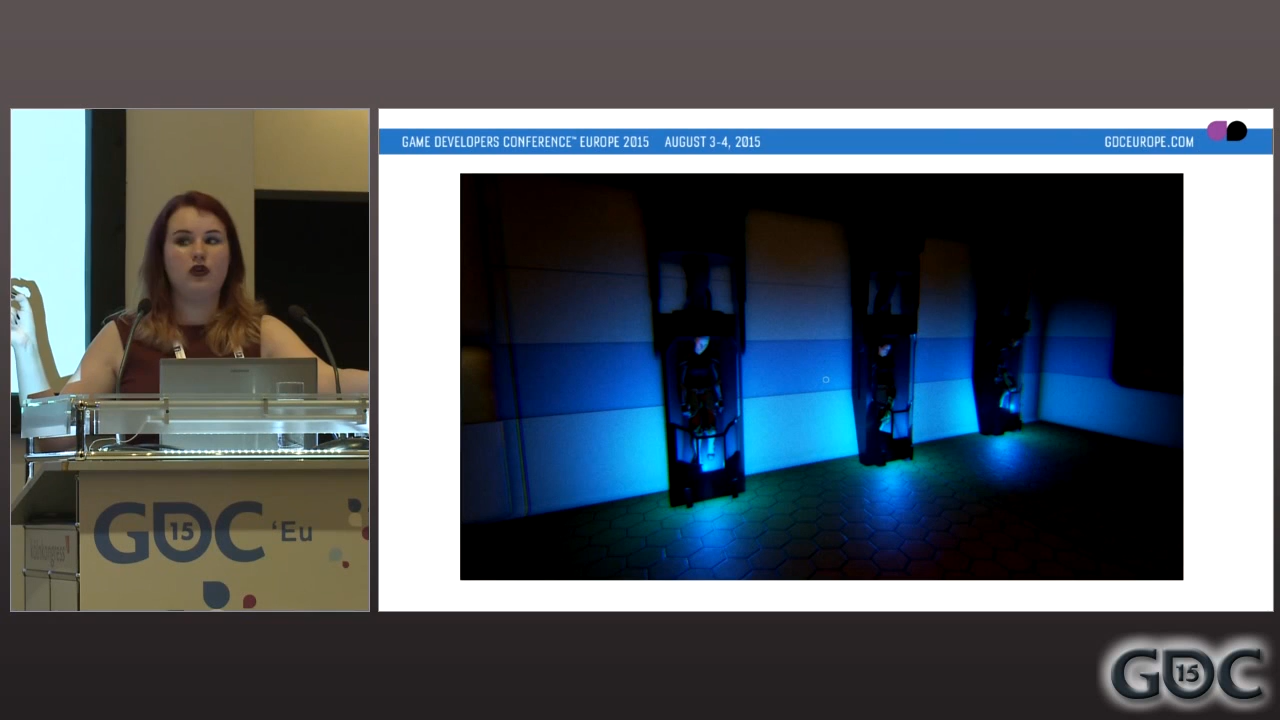 GAME DEVELOPERS CONFERENCE™ EUROPE 2015 AUGUST 3-4, 2015
GDCEUROPE.COM
GDC 15 'Eu
GDC 15